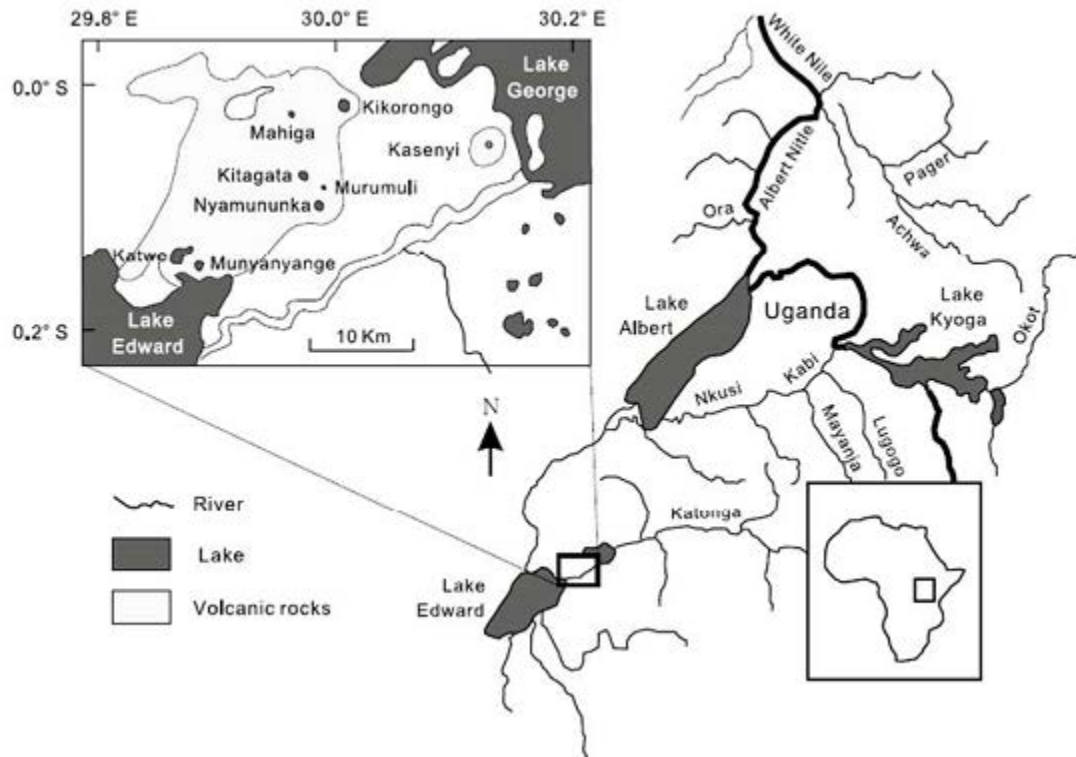 29.8° E
30.0° E
30.2° E
0.0° S
0.2° S
Lake
George
Kikorongo
Mahiga
Kasenyi
Kitagata
Murumuli
Nyamununka
Katwe
Munyanyange
Lake
Edward
10 Km
White Nile
Albert Nitle
Pager
Ora
Achwa
Lake
Albert
Uganda
Lake
Kyoga
Okot
Kabi
Nkusi
Mayanja
Lugogo
N
Katonga
Lake
Edward
River
Lake
Volcanic rocks